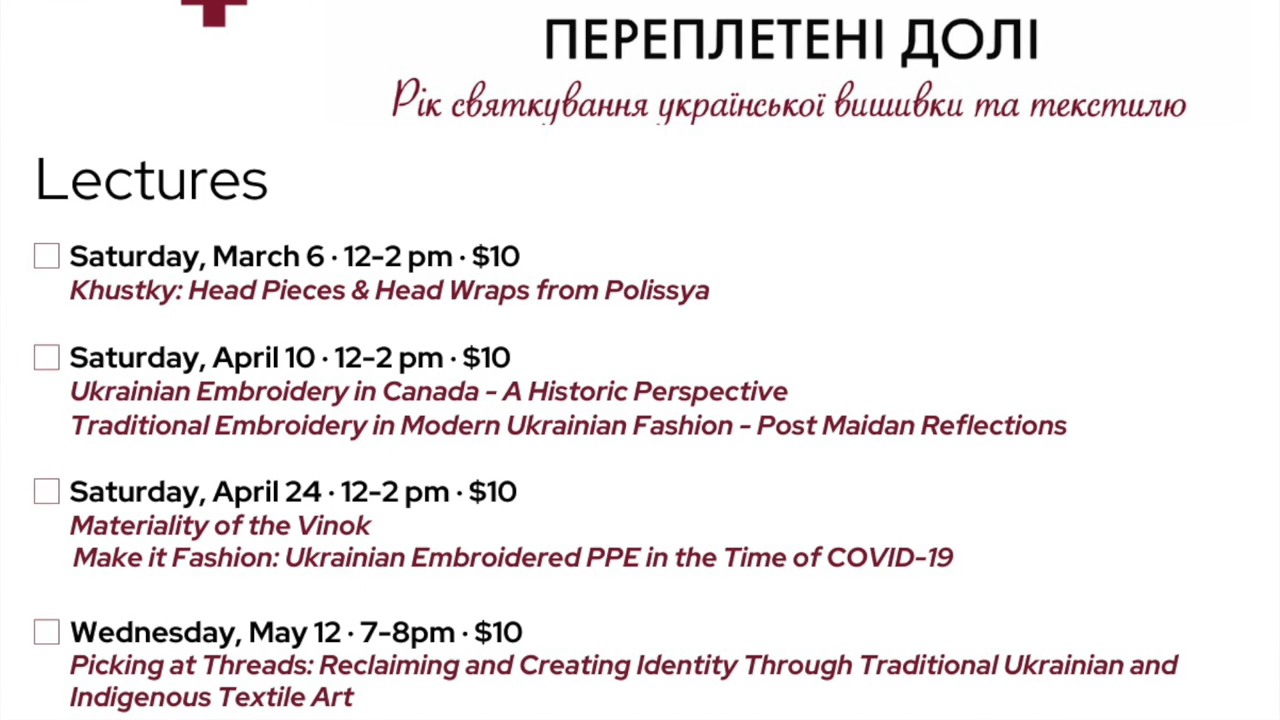 ПЕРЕПЛЕТЕНІ ДОЛІ
Рік святкування української вишивки та текстилю
Lectures
Saturday, March 6 · 12-2 pm · $10
Khustky: Head Pieces & Head Wraps from Polissya
Saturday, April 10 · 12-2 pm · $10
Ukrainian Embroidery in Canada - A Historic Perspective
Traditional Embroidery in Modern Ukrainian Fashion - Post Maidan Reflections
Saturday, April 24 · 12-2 pm · $10
Materiality of the Vinok
Make it Fashion: Ukrainian Embroidered PPE in the Time of COVID-19
Wednesday, May 12 · 7-8pm · $10
Picking at Threads: Reclaiming and Creating Identity Through Traditional Ukrainian and
Indigenous Textile Art